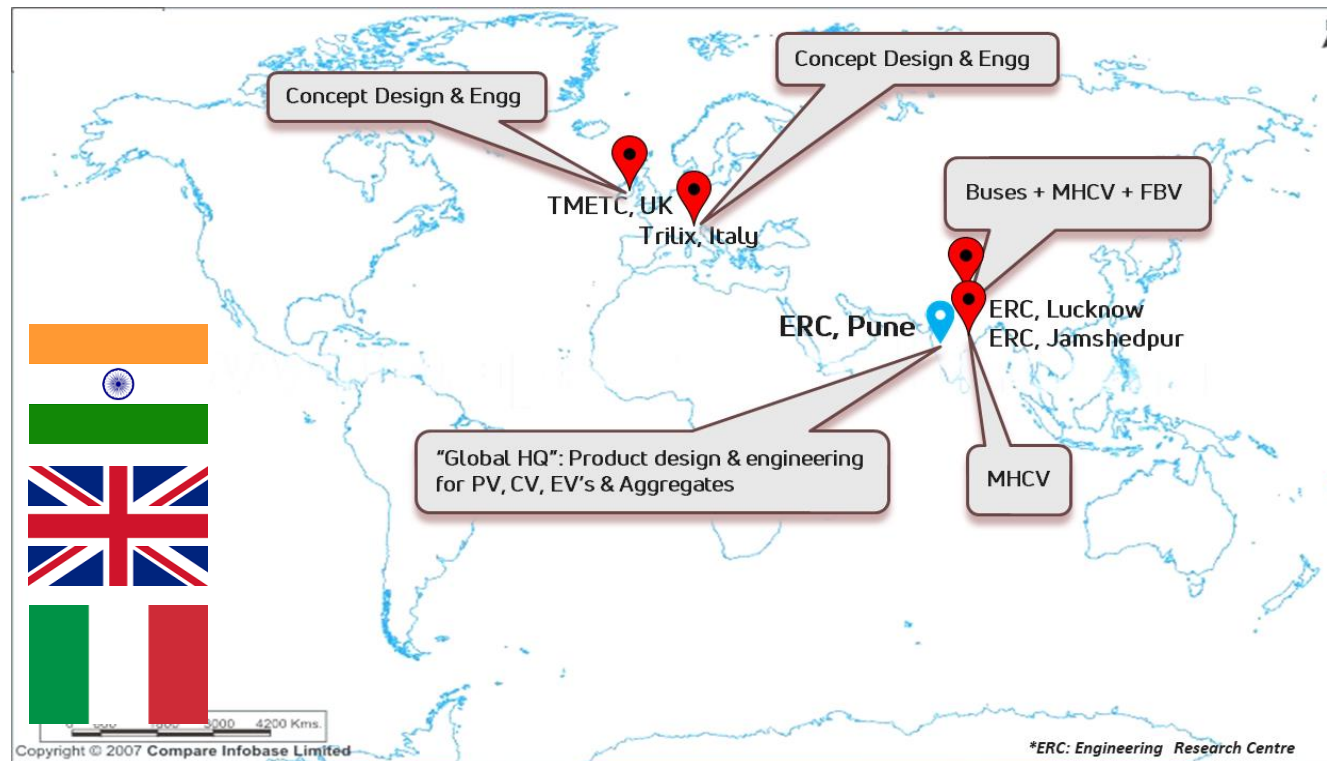 Concept Design & Engg
Concept Design & Engg
Buses + MHCV + FBV
TMETC, UK
Trilix, Italy
ERC, Pune
ERC, Lucknow
ERC, Jamshedpur
“Global HQ”: Product design & engineering
for PV, CV, EV's & Aggregates
MHCV
4200 Kms.
Copyright © 2007 Compare Infobase Limited
*ERC: Engineering Research Centre